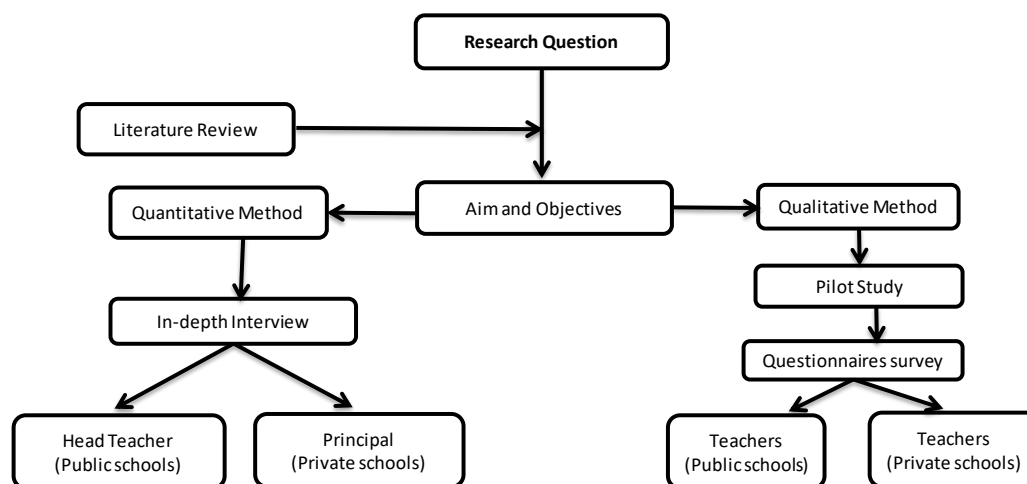 Research Question
Literature Review
Aim and Objectives
Quantitative Method
Qualitative Method
Pilot Study
In-depth Interview
Questionnaires survey
Head Teacher
(Public schools)
Principal
(Private schools)
Teachers
(Public schools)
Teachers
(Private schools)